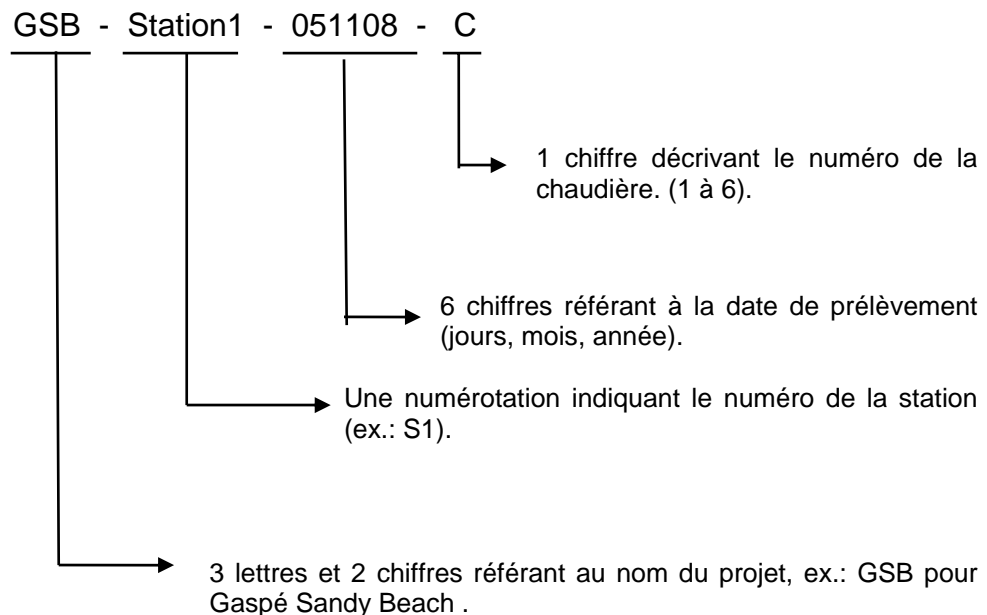 GSB - Station1 - 051108 - C
1 chiffre décrivant le numéro de la
chaudière. (1 à 6).
6 chiffres référant à la date de prélèvement
(jours, mois, année).
Une numérotation indiquant le numéro de la station
(ex.: S1).
3 lettres et 2 chiffres référant au nom du projet, ex.: GSB pour
Gaspé Sandy Beach .